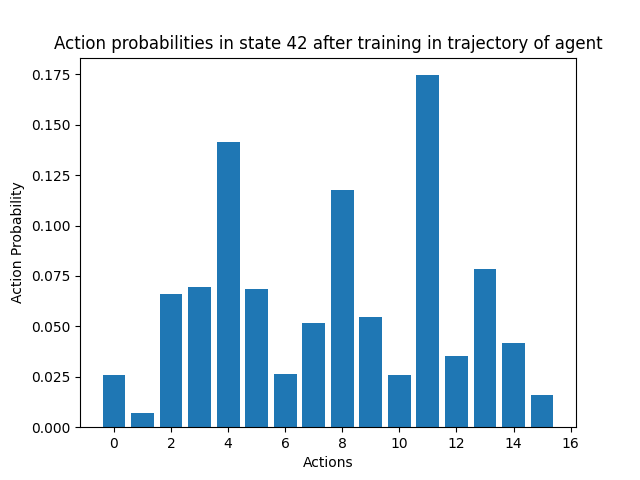 Action probabilities in state 42 after training in trajectory of agent
0.175
0.150
0.125
0.100
0.075
0.050
0.025
0.000
Action Probability
0 2 4 6 8 10 12 14 16
Actions